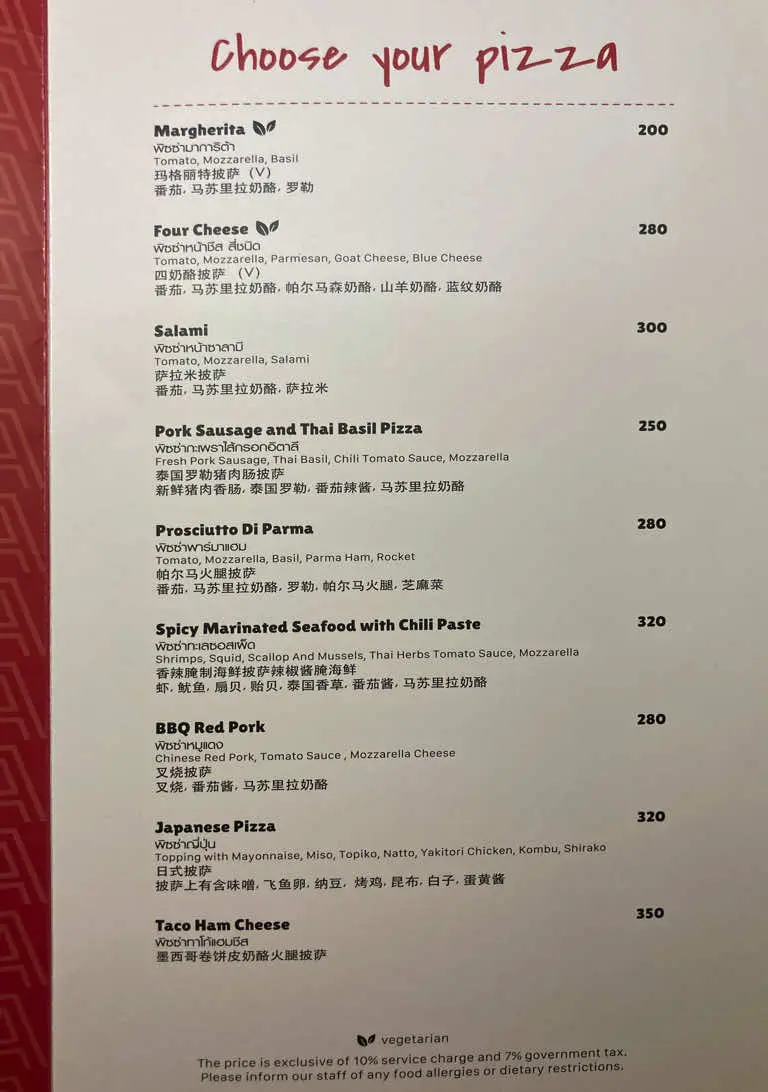 Choose your pizza
Margherita 200
พิซซ่ามาการิต้า
Tomato, Mozzarella, Basil
玛格丽特披萨 (V)
番茄, 马苏里拉奶酪, 罗勒
Four Cheese 280
พิซซ่าหน้าชีส สี่ชนิด
Tomato, Mozzarella, Parmesan, Goat Cheese, Blue Cheese
四奶酪披萨 (V)
番茄, 马苏里拉奶酪, 帕尔马森奶酪, 山羊奶酪, 蓝纹奶酪
Salami 300
พิซซ่าหน้าซาลามี
Tomato, Mozzarella, Salami
萨拉米披萨
番茄, 马苏里拉奶酪, 萨拉米
Pork Sausage and Thai Basil Pizza 250
พิซซ่ากะเพราไส้กรอกอิตาลี
Fresh Pork Sausage, Thai Basil, Chili Tomato Sauce, Mozzarella
泰国罗勒猪肉肠披萨
新鲜猪肉香肠, 泰国罗勒, 番茄辣酱, 马苏里拉奶酪
Prosciutto Di Parma 280
พิซซ่าพาร์มาแฮม
Tomato, Mozzarella, Basil, Parma Ham, Rocket
帕尔马火腿披萨
番茄, 马苏里拉奶酪, 罗勒, 帕尔马火腿, 芝麻菜
Spicy Marinated Seafood with Chili Paste 320
พิซซ่าทะเลซอสเผ็ด
Shrimps, Squid, Scallop And Mussels, Thai Herbs Tomato Sauce, Mozzarella
香辣腌制海鲜披萨辣椒酱腌海鲜
虾, 鱿鱼, 扇贝, 贻贝, 泰国香草, 番茄酱, 马苏里拉奶酪
BBQ Red Pork 280
พิซซ่าหมูแดง
Chinese Red Pork, Tomato Sauce , Mozzarella Cheese
叉烧披萨
叉烧, 番茄酱, 马苏里拉奶酪
Japanese Pizza 320
พิซซ่าญี่ปุ่น
Topping with Mayonnaise, Miso, Topiko, Natto, Yakitori Chicken, Kombu, Shirako
日式披萨
披萨上有含味噌, 飞鱼卵, 纳豆, 烤鸡, 昆布, 白子, 蛋黄酱
Taco Ham Cheese 350
พิซซ่าทาโก้แฮมชีส
墨西哥卷饼皮奶酪火腿披萨
vegetarian
The price is exclusive of 10% service charge and 7% government tax.
Please inform our staff of any food allergies or dietary restrictions.